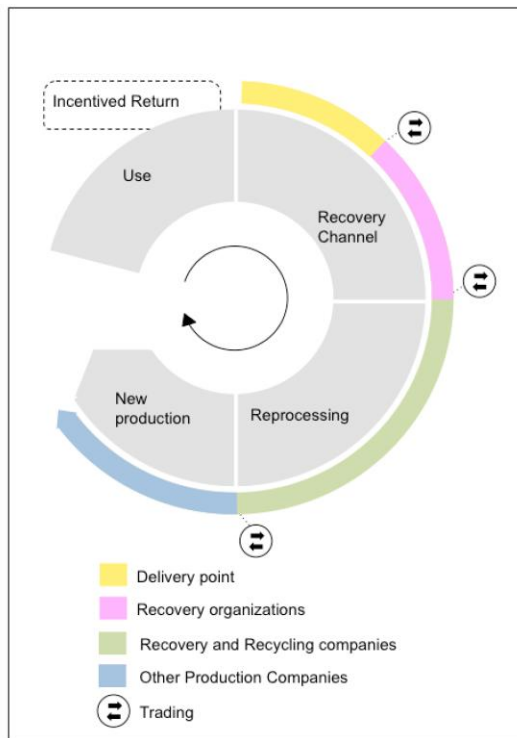 Incentived Return
Use
Recovery
Channel
New
production
Reprocessing
Delivery point
Recovery organizations
Recovery and Recycling companies
Other Production Companies
Trading